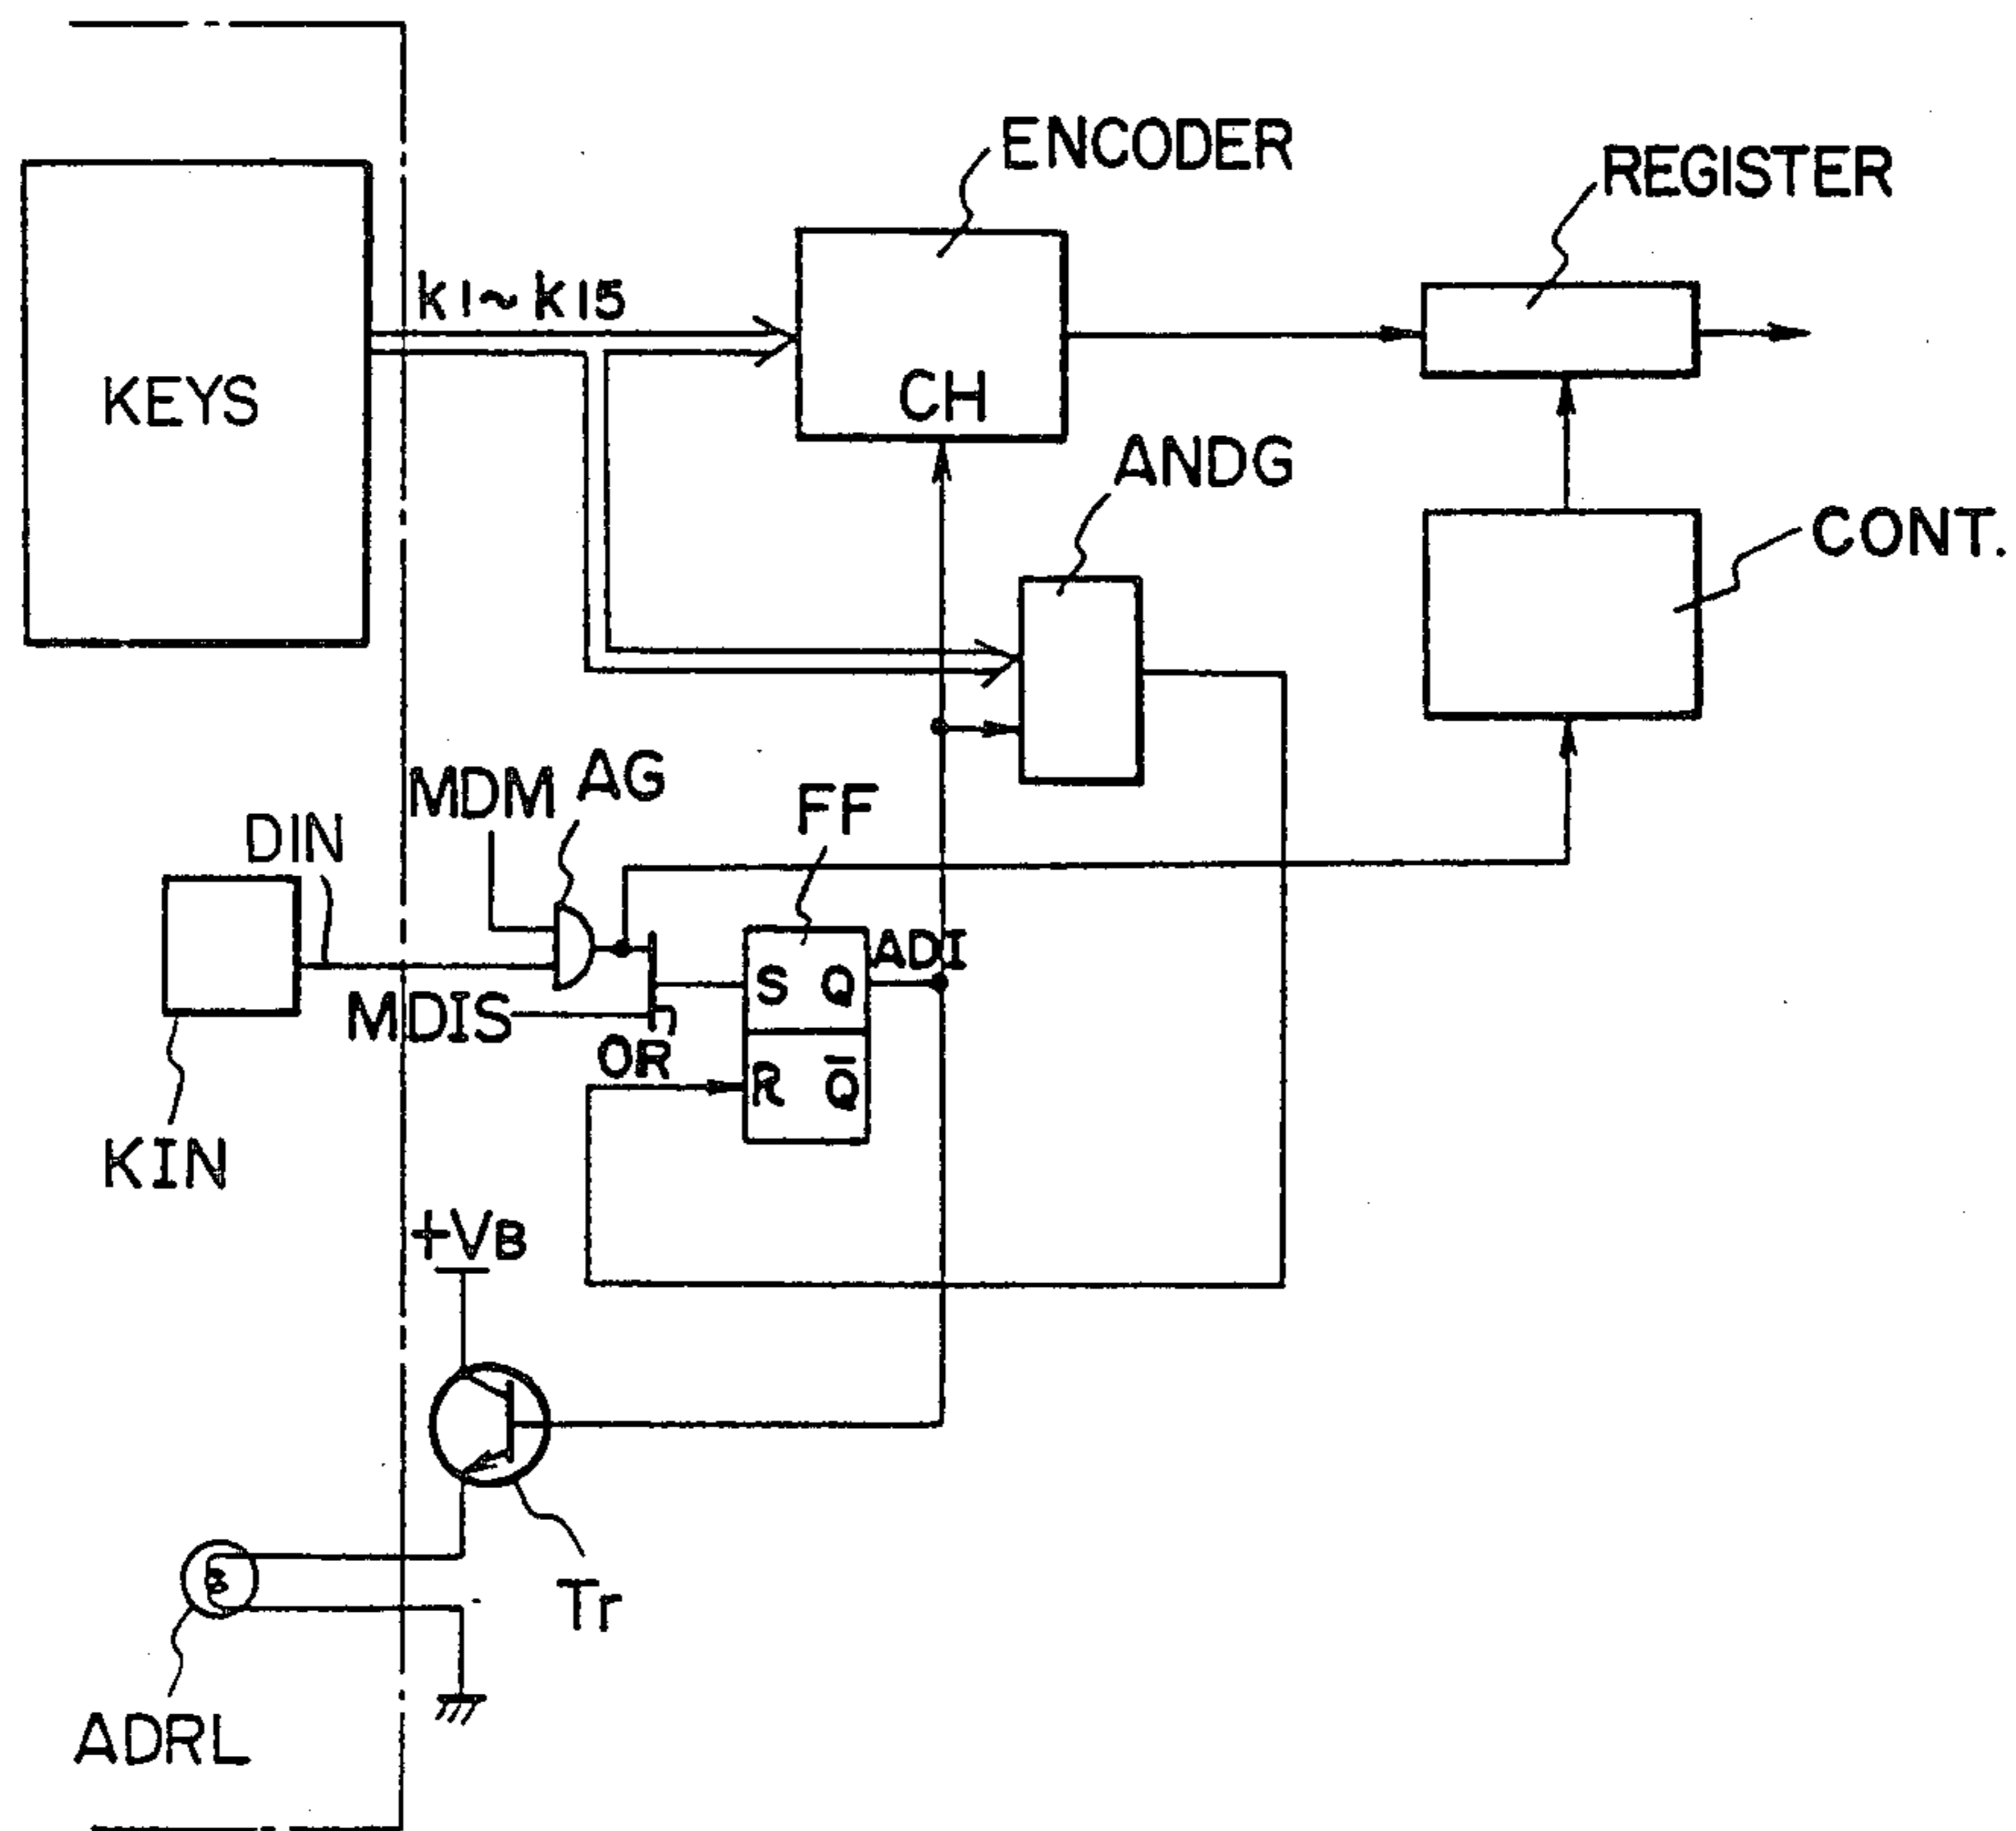 ENCODER
REGISTER
k1~k15
KEYS
CH
ANDG
CONT.
MDM
AG
FF
DIN
ADI
S
Q
MDIS
OR
R
Q̅
KIN
+VB
Tr
ADRL